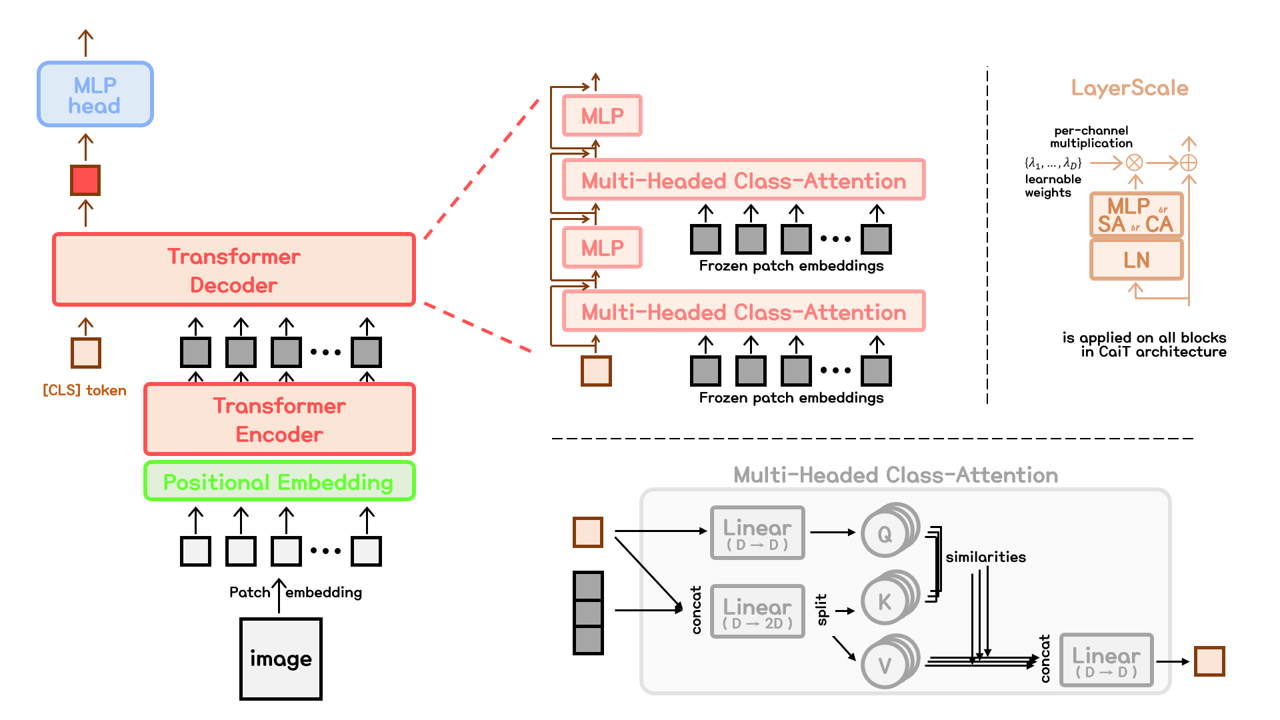 MLP
head
Transformer
Decoder
[CLS] token
Transformer
Encoder
Positional Embedding
Patch embedding
image
MLP
Multi-Headed Class-Attention
Frozen patch embeddings
MLP
Multi-Headed Class-Attention
Frozen patch embeddings
LayerScale
per-channel
multiplication
{λ₁, ..., λ_D}
learnable
weights
MLP or
SA or CA
LN
is applied on all blocks
in CaiT architecture
Multi-Headed Class-Attention
Linear
( D → D )
Q
similarities
concat
Linear
( D → 2D )
split
K
V
concat
Linear
( D → D )